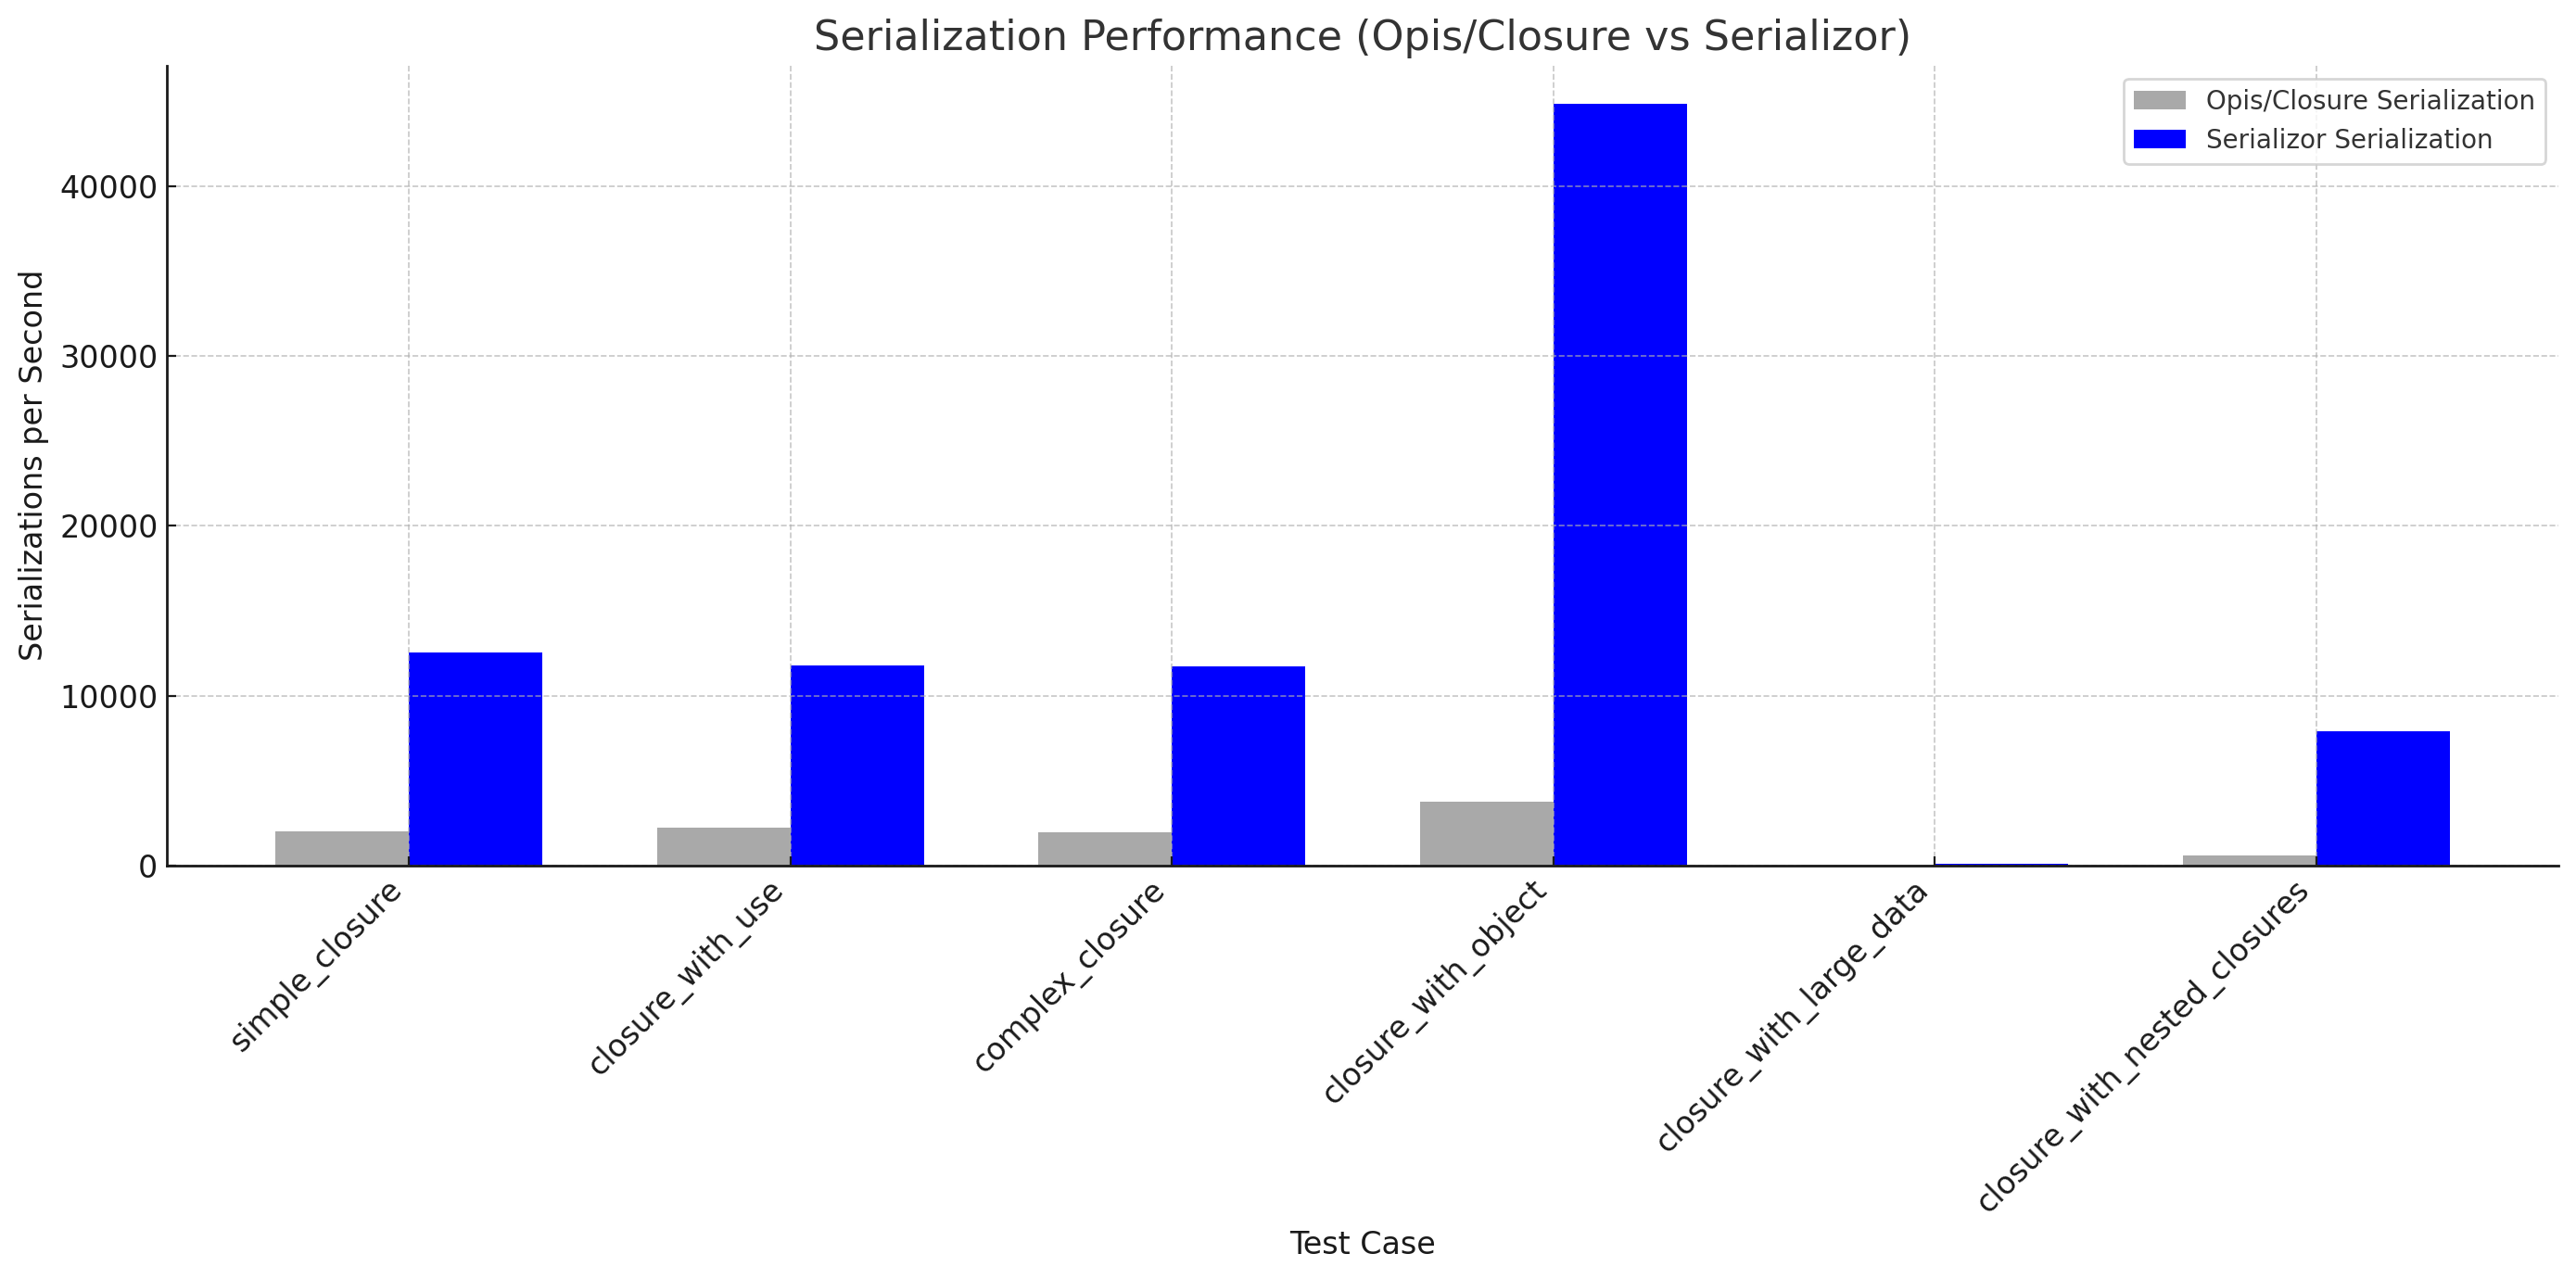 Serialization Performance (Opis/Closure vs Serializor)
Opis/Closure Serialization
Serializor Serialization
Serializations per Second
40000
30000
20000
10000
0
simple_closure
closure_with_use
complex_closure
closure_with_object
closure_with_large_data
closure_with_nested_closures
Test Case